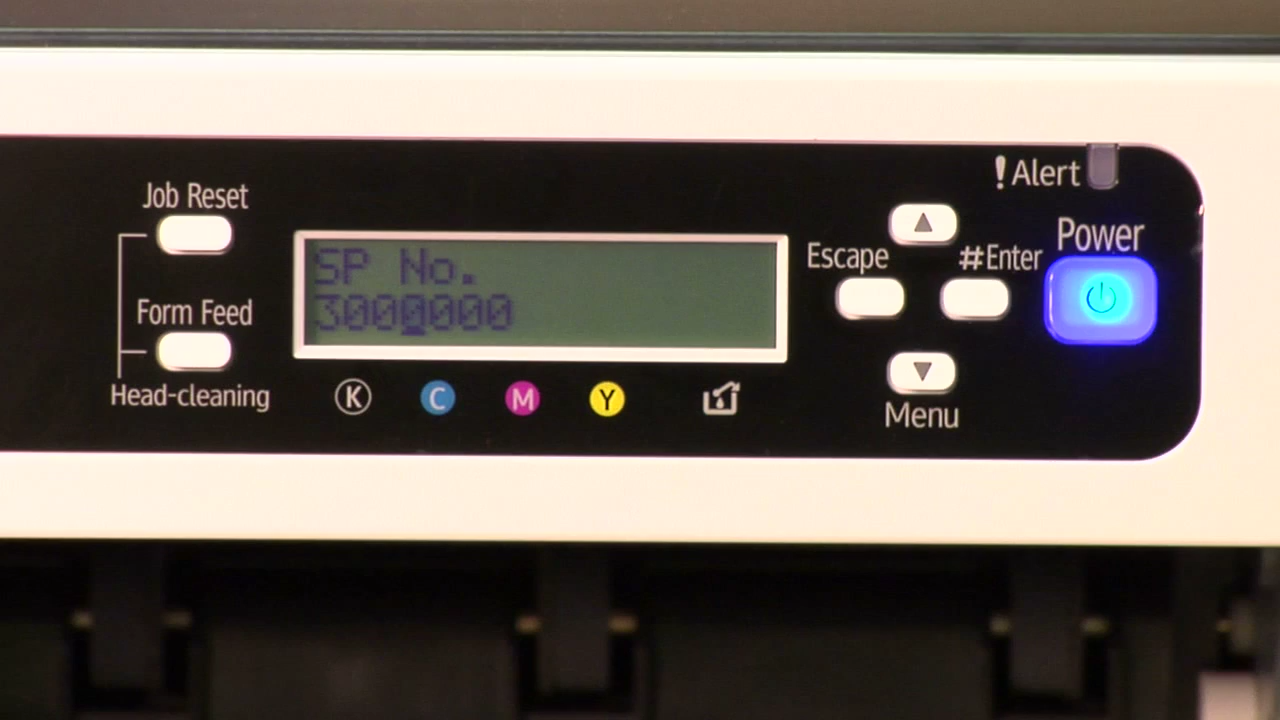 !Alert
Job Reset
Power
Escape
#Enter
SP No.
3000000
Form Feed
Head-cleaning
K C M Y
Menu